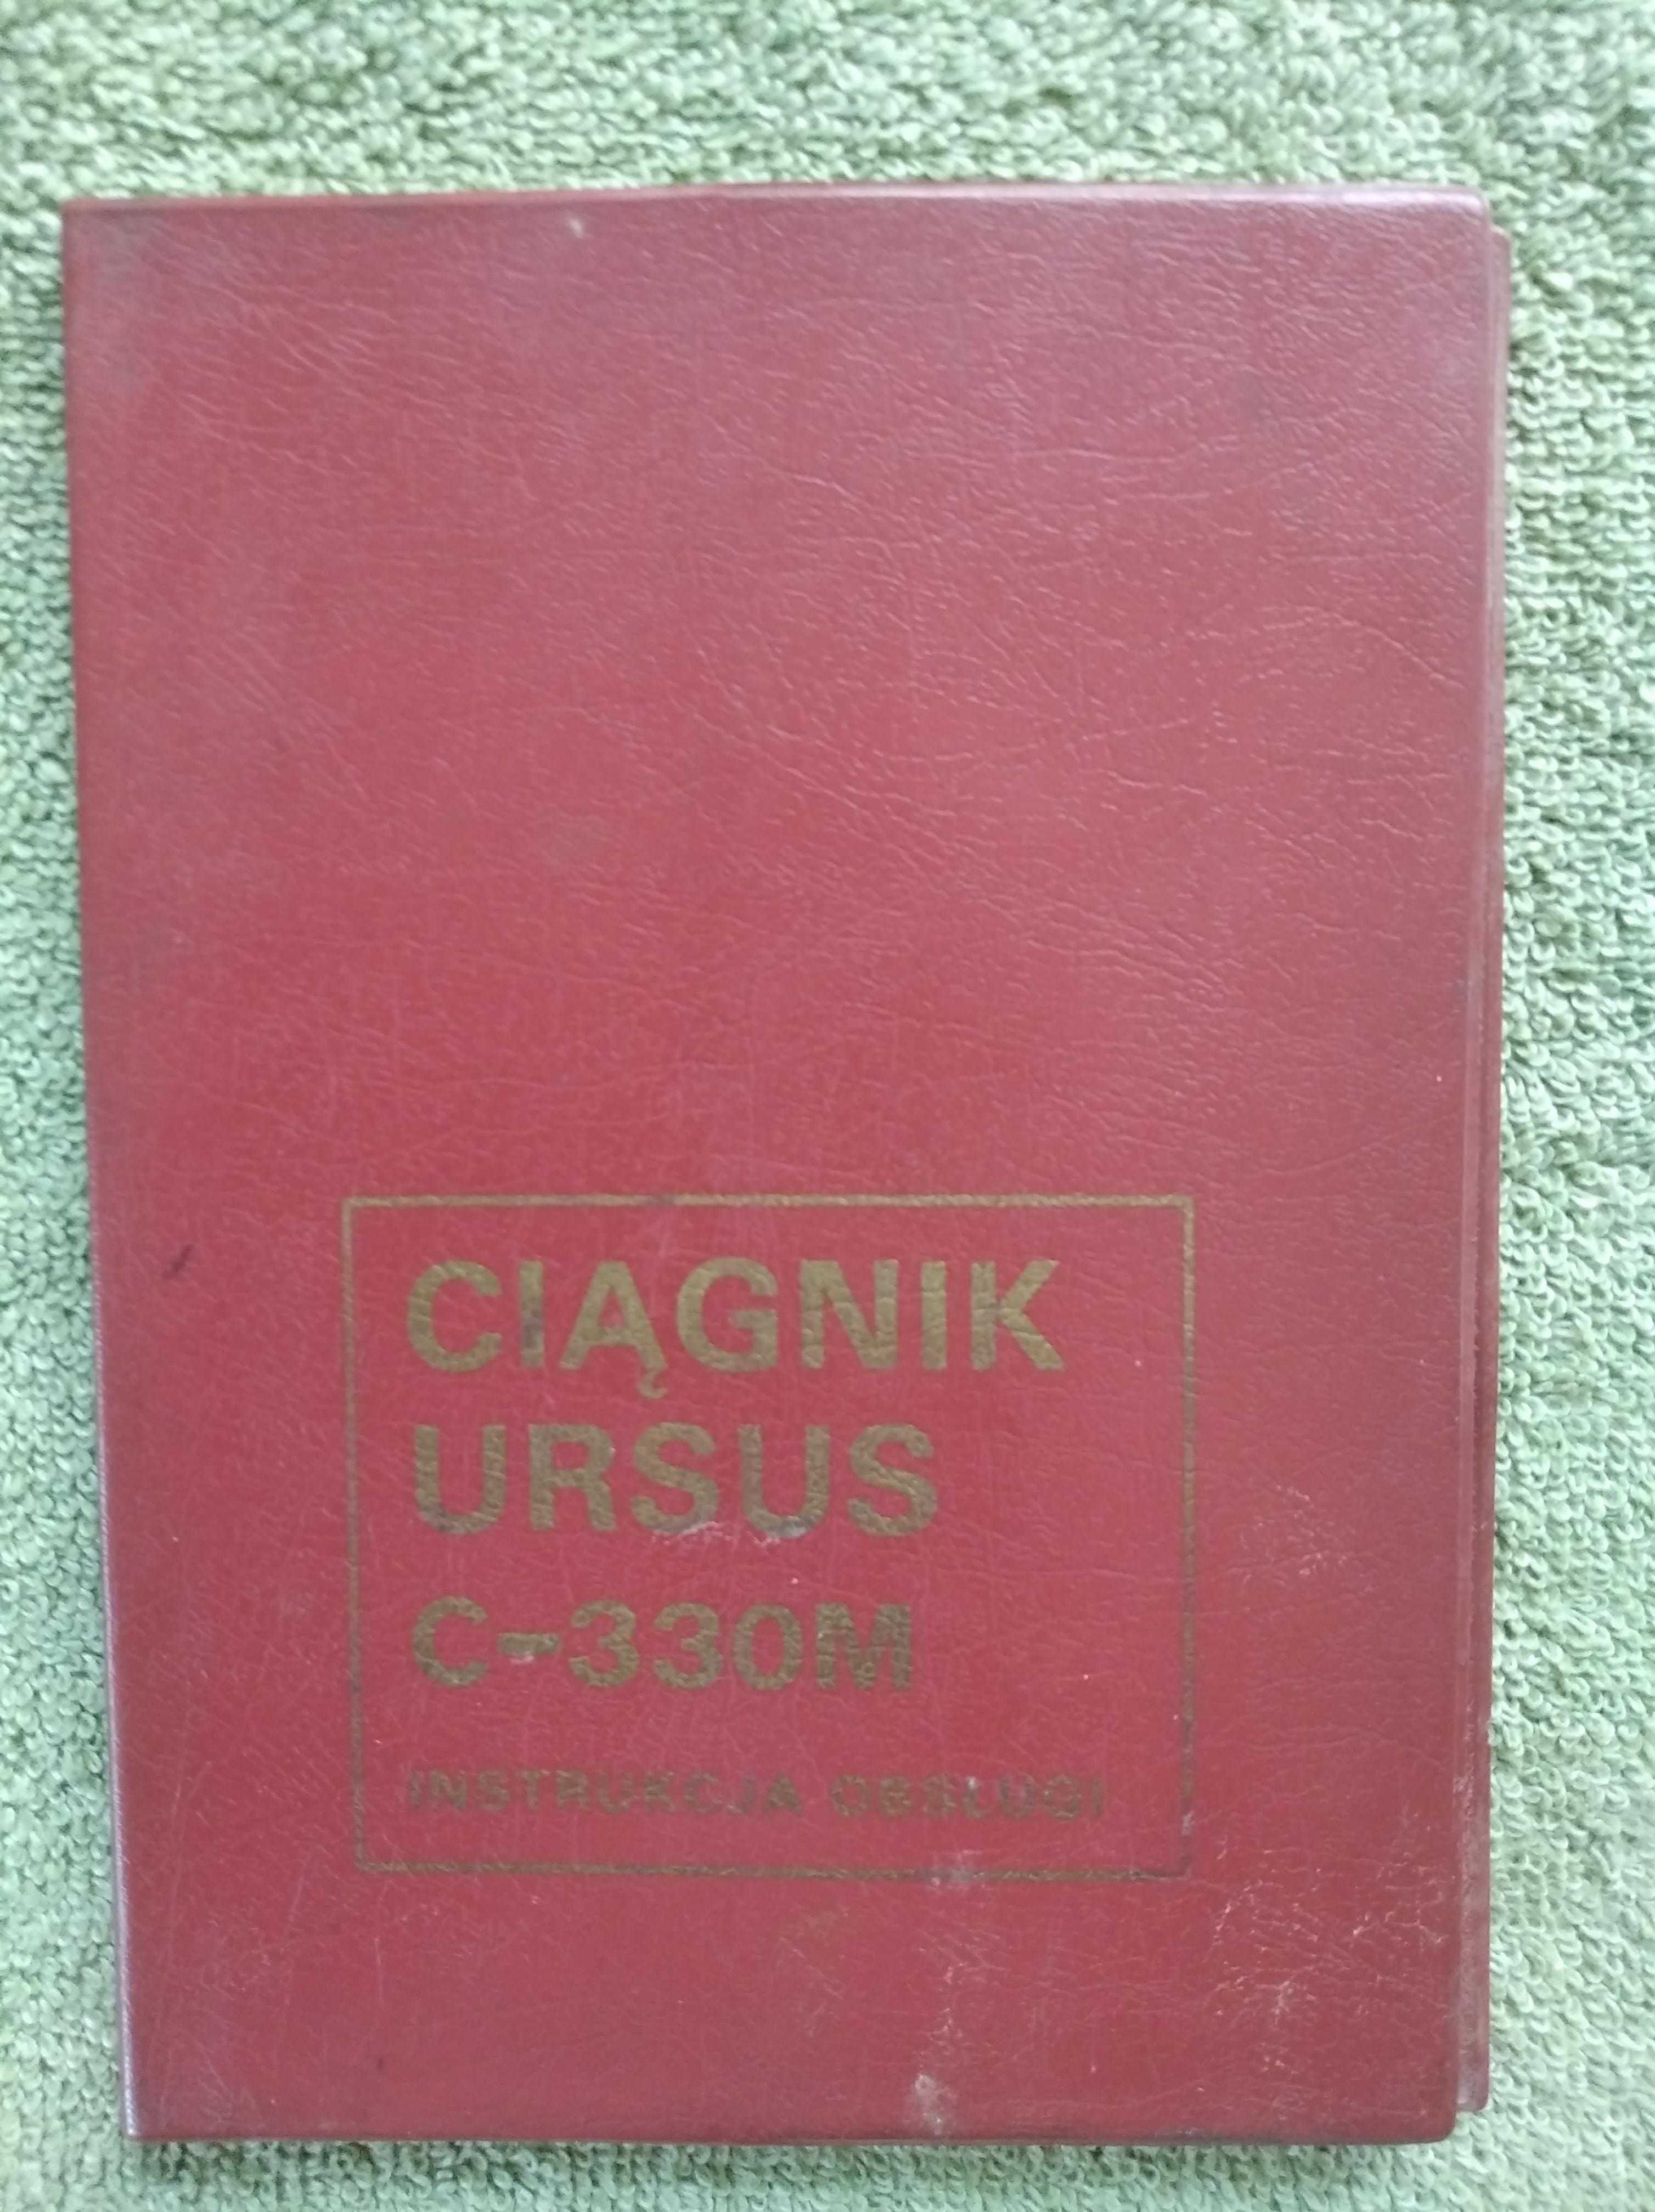 CIĄGNIK
URSUS
C-330M
INSTRUKCJA OBSŁUGI